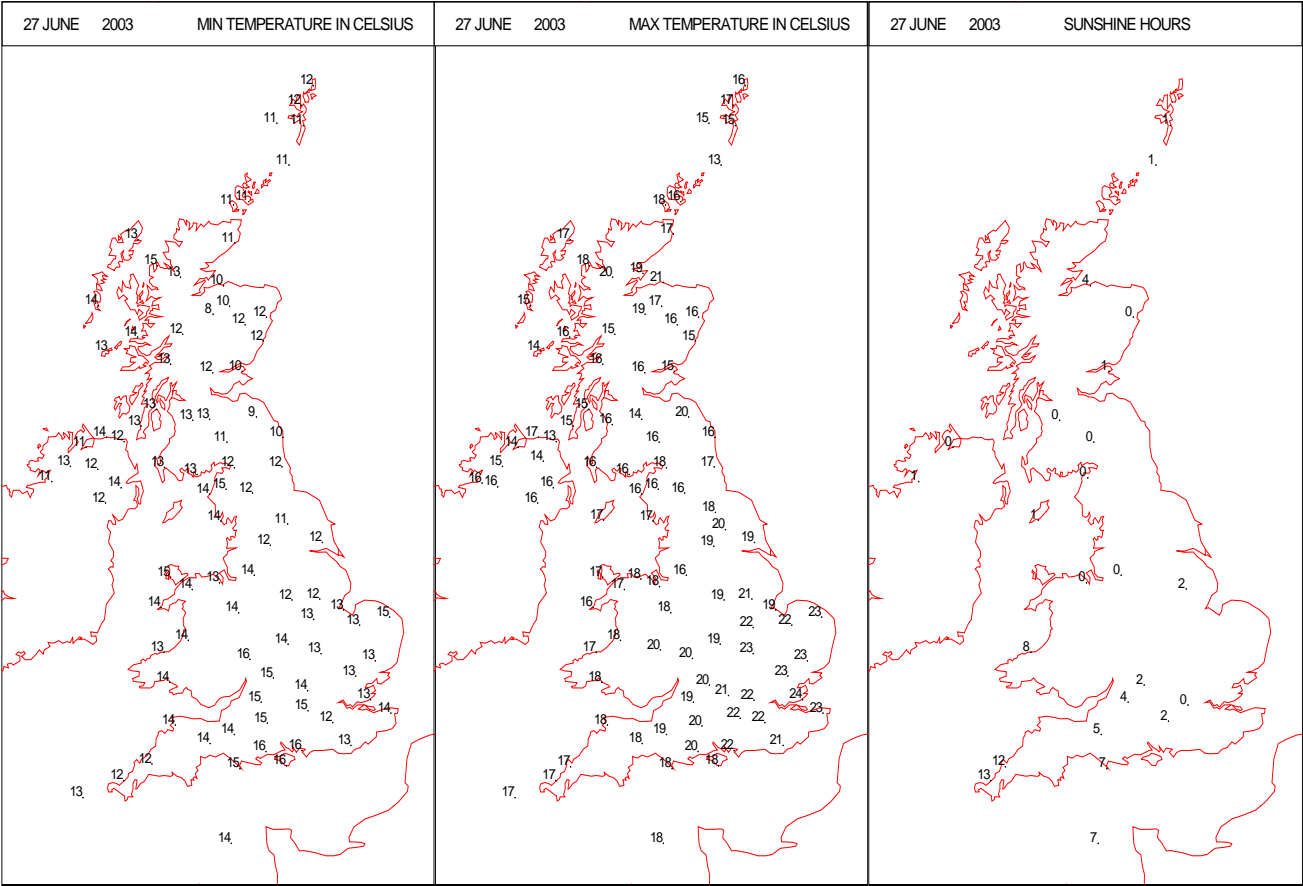 27 JUNE 2003 MIN TEMPERATURE IN CELSIUS
12.
12.
11. 11.
11.
11. 11.
13. 11.
15. 13.
10.
14. 10.
8. 12. 12.
14. 12. 12.
13.
13. 12. 10.
13. 13. 13. 9.
13.
14. 12. 11. 11. 10.
13. 12. 13. 13. 12. 12.
11. 14. 14. 15. 12.
12.
14. 11.
12. 12.
15. 14. 13. 14.
14. 14. 12. 12. 13. 13. 15.
13.
13. 14. 14. 13.
16. 13.
14. 15. 14. 13.
15. 15. 13. 14.
14. 14. 15. 12.
14. 16. 16. 13.
12. 12. 15. 16.
13.
14.
27 JUNE 2003 MAX TEMPERATURE IN CELSIUS
16.
17.
15. 15.
13.
18. 16.
17. 17.
18. 20. 19.
21.
15. 17.
19. 16. 16.
16. 16. 15.
14.
16. 16. 15.
15. 16. 14. 20.
15.
17. 13. 14. 16. 16.
15. 14. 16. 16. 18. 17.
16. 16. 16. 16. 16. 16.
16.
17. 17. 18.
20. 19. 19.
17. 17. 18. 18. 16.
16. 18. 19. 21. 19. 22. 23.
22.
17. 18. 20. 19. 23.
20. 23.
18. 20. 21. 23.
19. 22. 24. 23.
18. 19. 20. 22. 22.
18. 20. 22. 21.
17. 17. 18. 18.
17.
18.
27 JUNE 2003 SUNSHINE HOURS
1.
1.
4.
0.
1.
0.
0. 0.
1. 0.
1.
0. 0.
2.
8.
2.
4. 0.
5. 2.
12. 7.
13.
7.